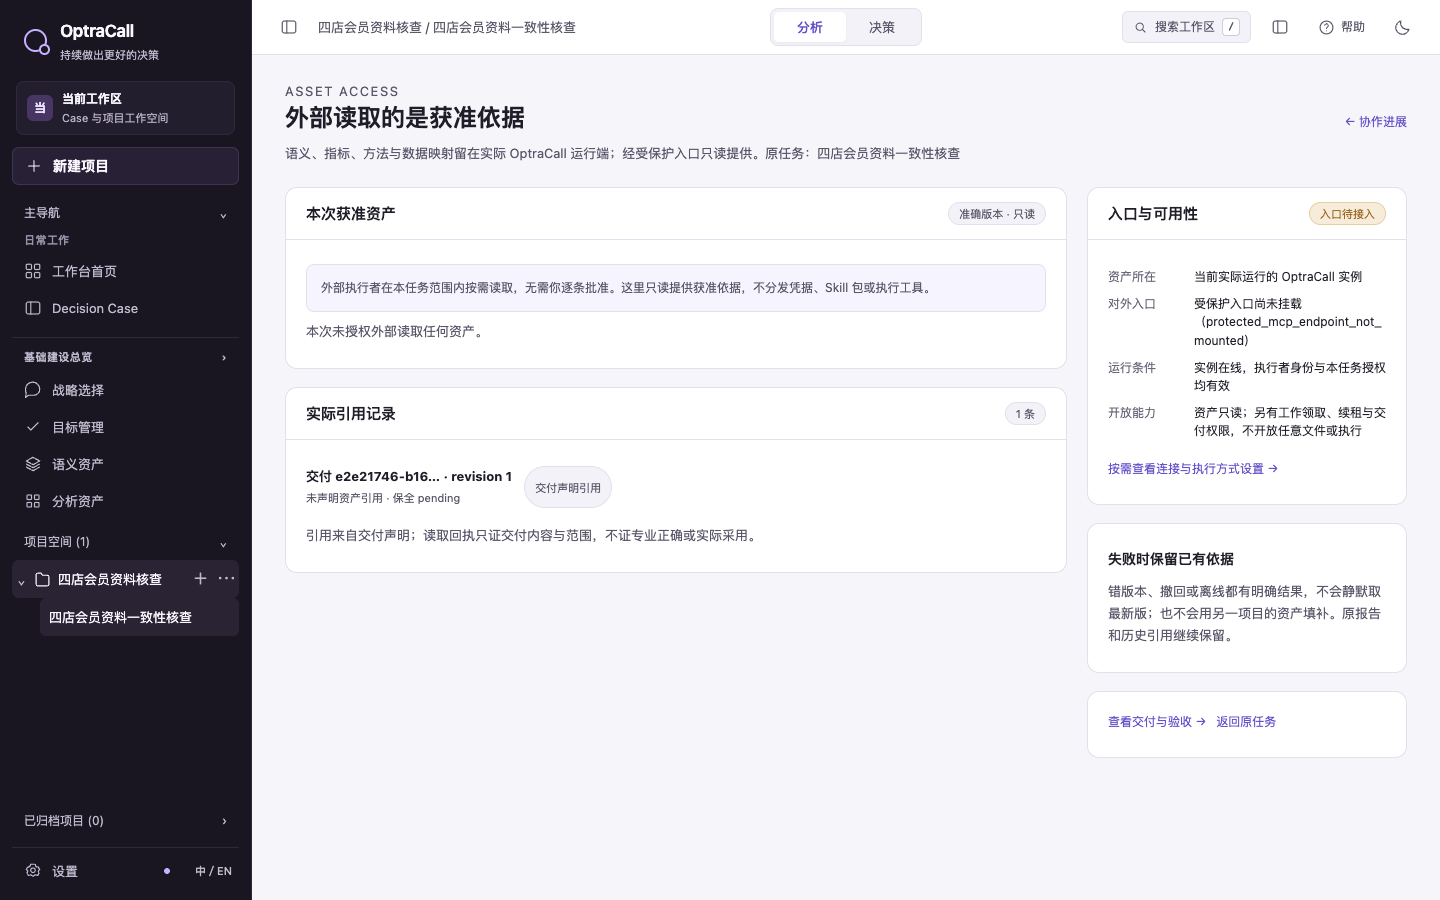 OptraCall
持续做出更好的决策
当
当前工作区
Case 与项目工作空间
新建项目
主导航
日常工作
工作台首页
Decision Case
基础建设总览
战略选择
目标管理
语义资产
分析资产
项目空间 (1)
四店会员资料核查
四店会员资料一致性核查
已归档项目 (0)
设置
中 / EN
四店会员资料核查 / 四店会员资料一致性核查
分析
决策
搜索工作区 /
帮助
ASSET ACCESS
外部读取的是获准依据
← 协作进展
语义、指标、方法与数据映射留在实际 OptraCall 运行端；经受保护入口只读提供。原任务：四店会员资料一致性核查
本次获准资产
准确版本 · 只读
外部执行者在本任务范围内按需读取，无需你逐条批准。这里只读提供获准依据，不分发凭据、Skill 包或执行工具。
本次未授权外部读取任何资产。
实际引用记录
1 条
交付 e2e21746-b16... · revision 1
未声明资产引用 · 保全 pending
交付声明引用
引用来自交付声明；读取回执只证交付内容与范围，不证专业正确或实际采用。
入口与可用性
入口待接入
资产所在
当前实际运行的 OptraCall 实例
对外入口
受保护入口尚未挂载
（protected_mcp_endpoint_not_
mounted）
运行条件
实例在线，执行者身份与本任务授权
均有效
开放能力
资产只读；另有工作领取、续租与交
付权限，不开放任意文件或执行
按需查看连接与执行方式设置 →
失败时保留已有依据
错版本、撤回或离线都有明确结果，不会静默取
最新版；也不会用另一项目的资产填补。原报告
和历史引用继续保留。
查看交付与验收 →
返回原任务